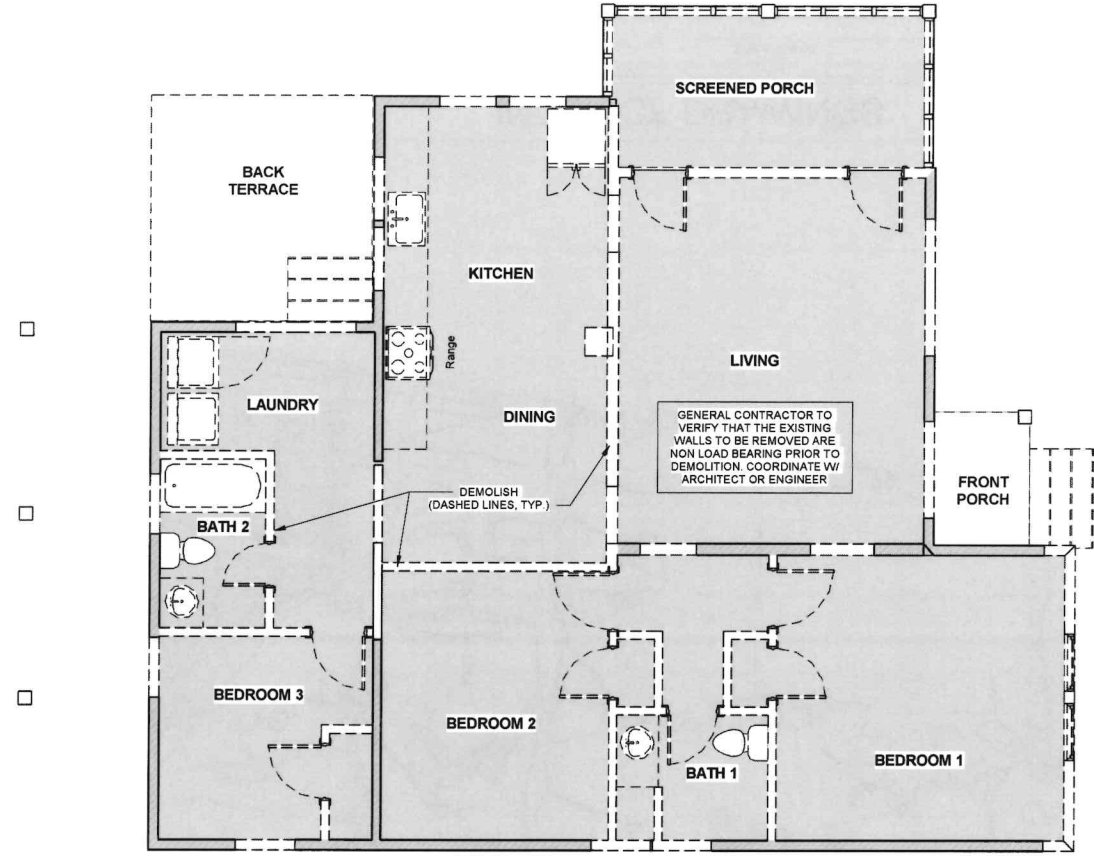 SCREENED PORCH
BACK
TERRACE
KITCHEN
Range
LIVING
LAUNDRY
DINING
GENERAL CONTRACTOR TO
VERIFY THAT THE EXISTING
WALLS TO BE REMOVED ARE
NON LOAD BEARING PRIOR TO
DEMOLITION. COORDINATE W/
ARCHITECT OR ENGINEER
FRONT
PORCH
DEMOLISH
(DASHED LINES, TYP.)
BATH 2
BEDROOM 3
BEDROOM 2
BATH 1
BEDROOM 1